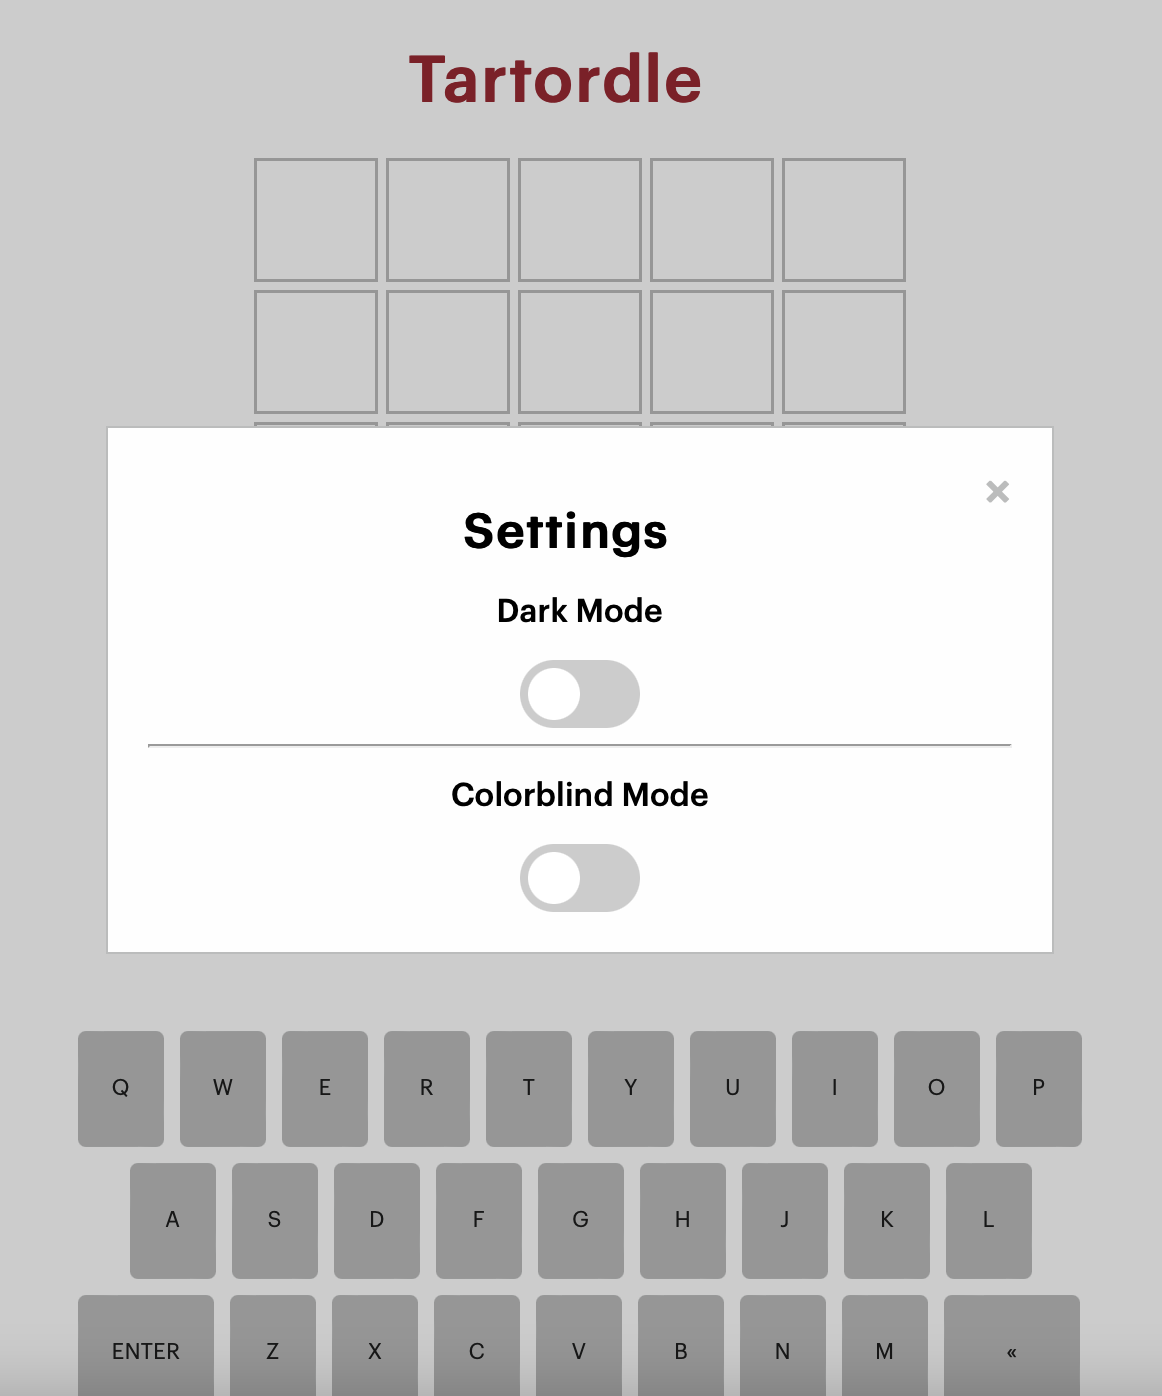 Tartordle
×
Settings
Dark Mode
Colorblind Mode
Q W E R T Y U I O P
A S D F G H J K L
ENTER Z X C V B N M «